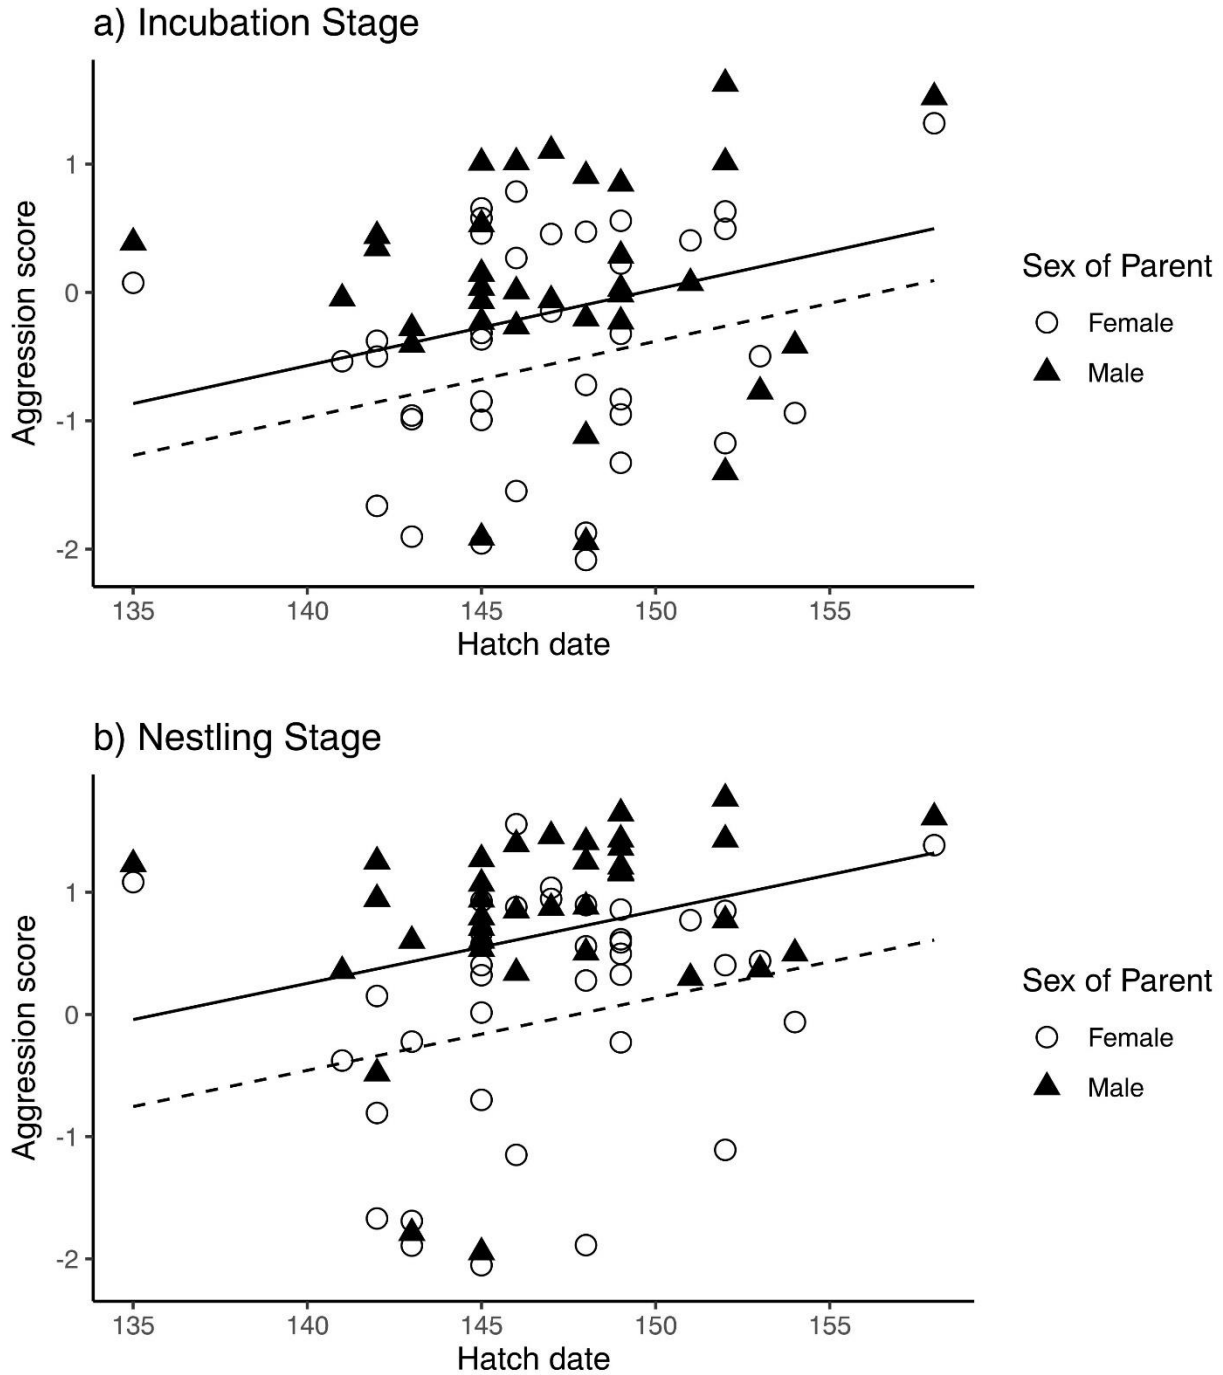 a) Incubation Stage
1
0
-1
-2
Aggression score
135 140 145 150 155
Hatch date
Sex of Parent
Female
Male
b) Nestling Stage
1
0
-1
-2
Aggression score
135 140 145 150 155
Hatch date
Sex of Parent
Female
Male